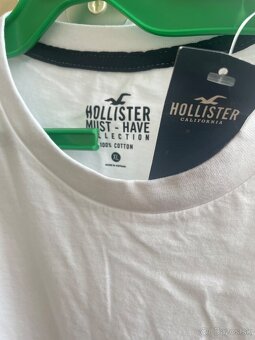 HOLLISTER
MUST - HAVE
COLLECTION
100% COTTON
XL
HOLLISTER
CALIFORNIA